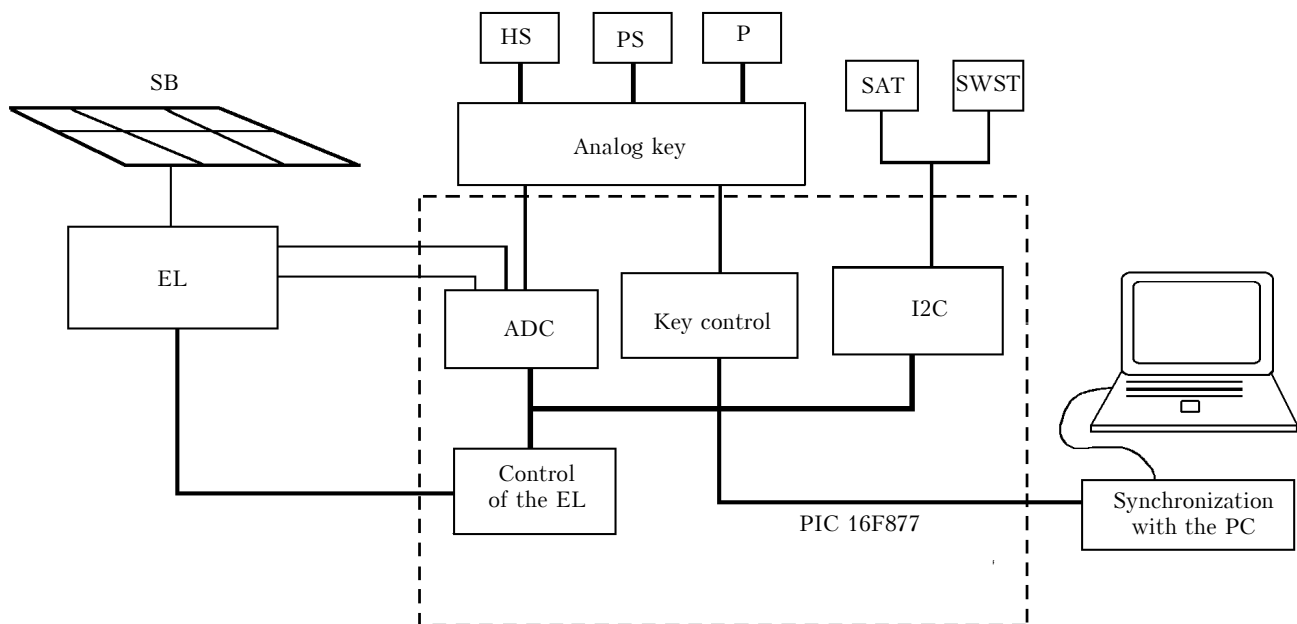 HS
PS
P
SB
SAT
SWST
Analog key
EL
ADC
Key control
I2C
Control
of the EL
PIC 16F877
Synchronization
with the PC